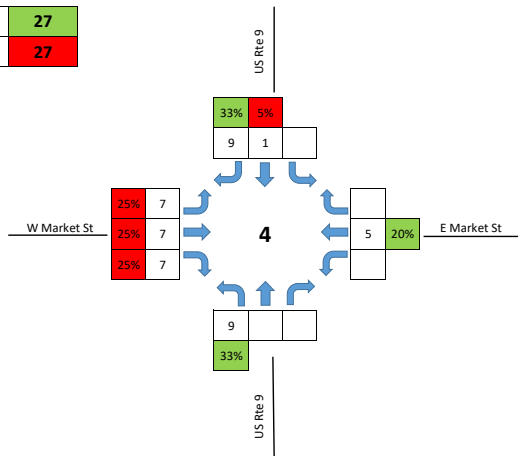 27
27
US Rte 9
33% 5%
9 1
25% 7
25% 7
25% 7
W Market St
4
5 20%
E Market St
9
33%
US Rte 9